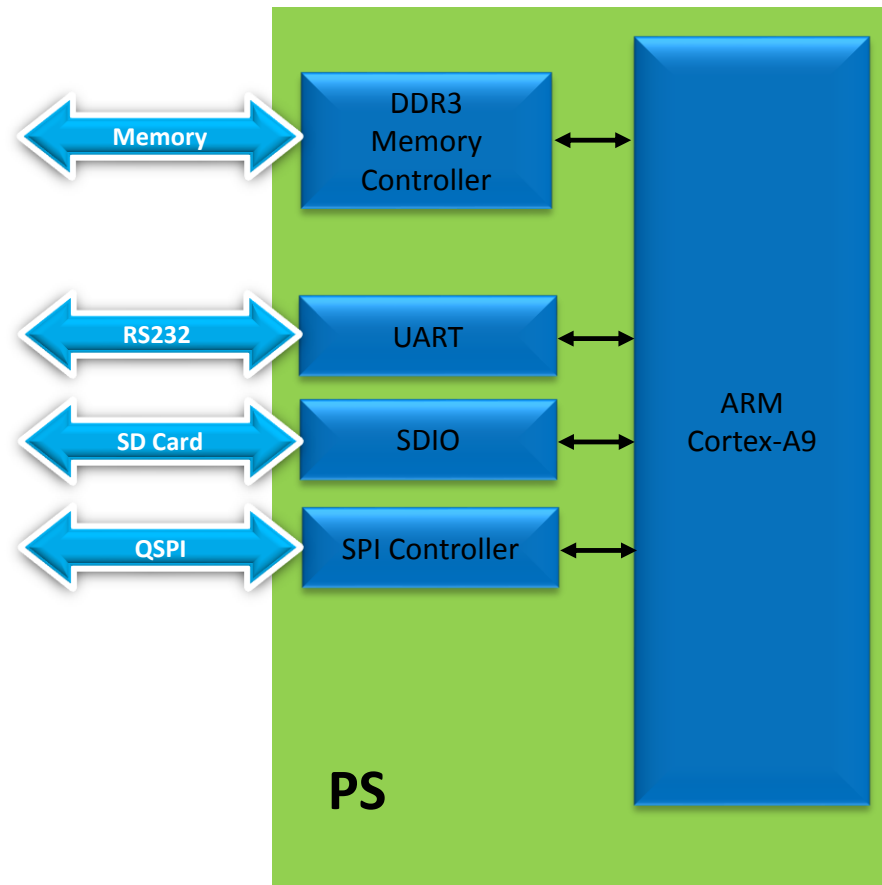 Memory
DDR3
Memory
Controller
RS232
UART
SD Card
SDIO
QSPI
SPI Controller
ARM
Cortex-A9
PS